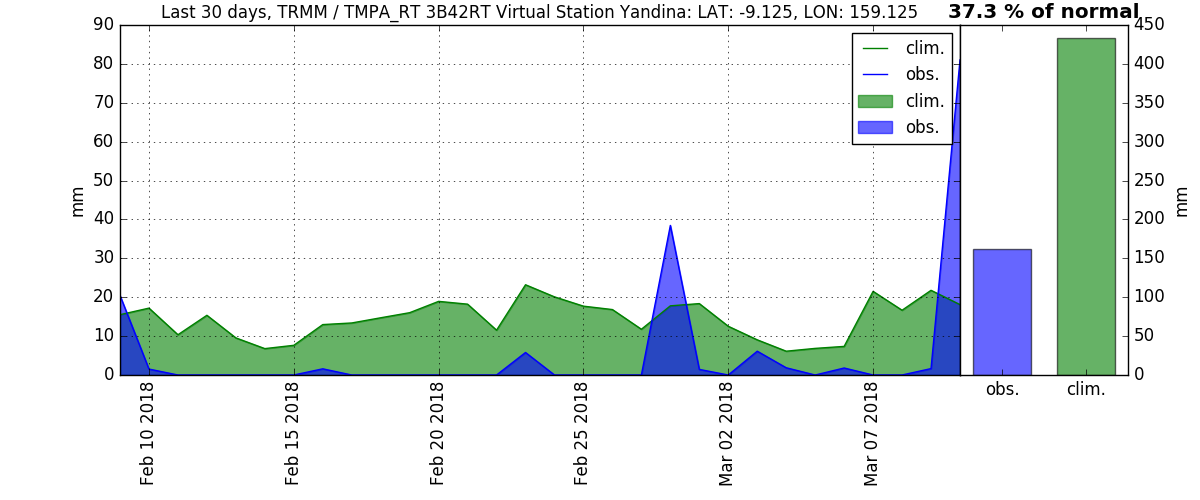 Last 30 days, TRMM / TMPA_RT 3B42RT Virtual Station Yandina: LAT: -9.125, LON: 159.125
37.3 % of normal
90
80
70
60
50
40
30
20
10
0
mm
clim.
obs.
clim.
obs.
450
400
350
300
250
200
150
100
50
0
mm
Feb 10 2018
Feb 15 2018
Feb 20 2018
Feb 25 2018
Mar 02 2018
Mar 07 2018
obs.
clim.